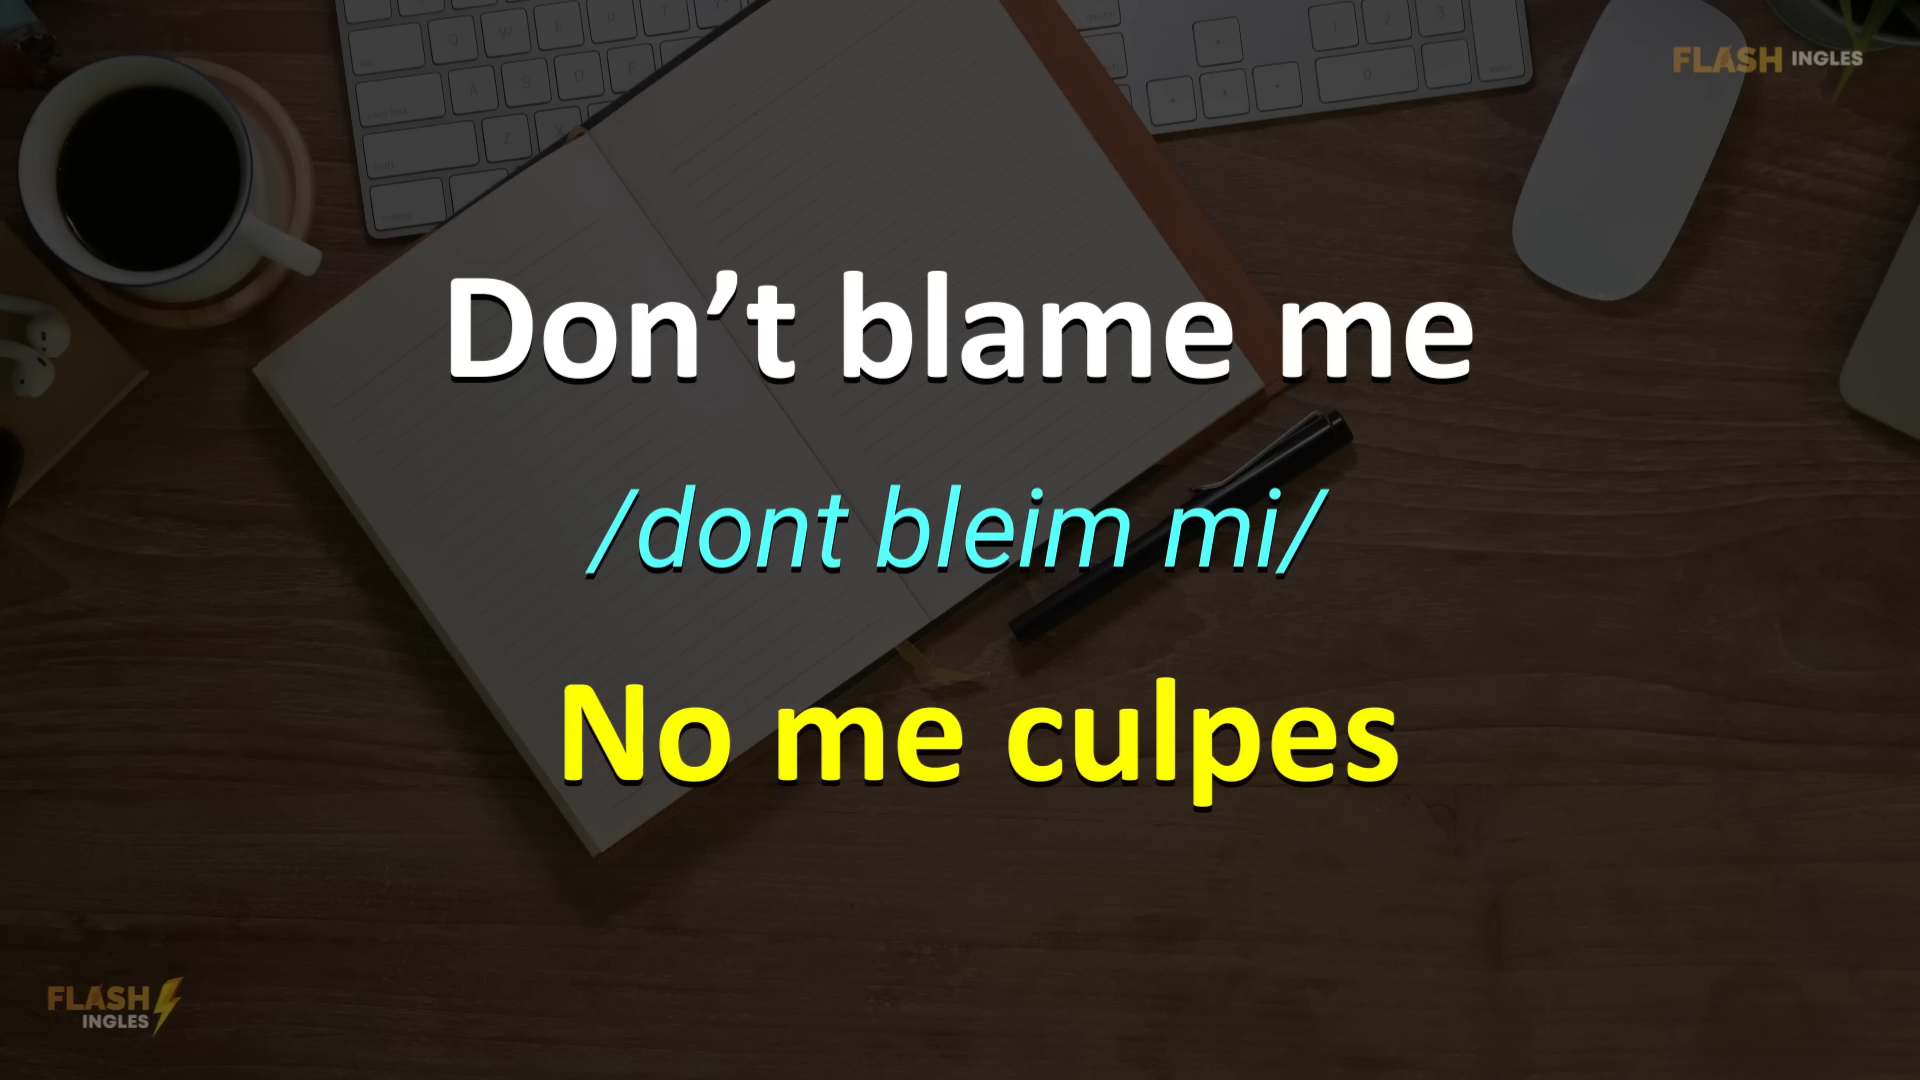 FLASH INGLES
Don’t blame me
/dont bleim mi/
No me culpes
FLASH
INGLES